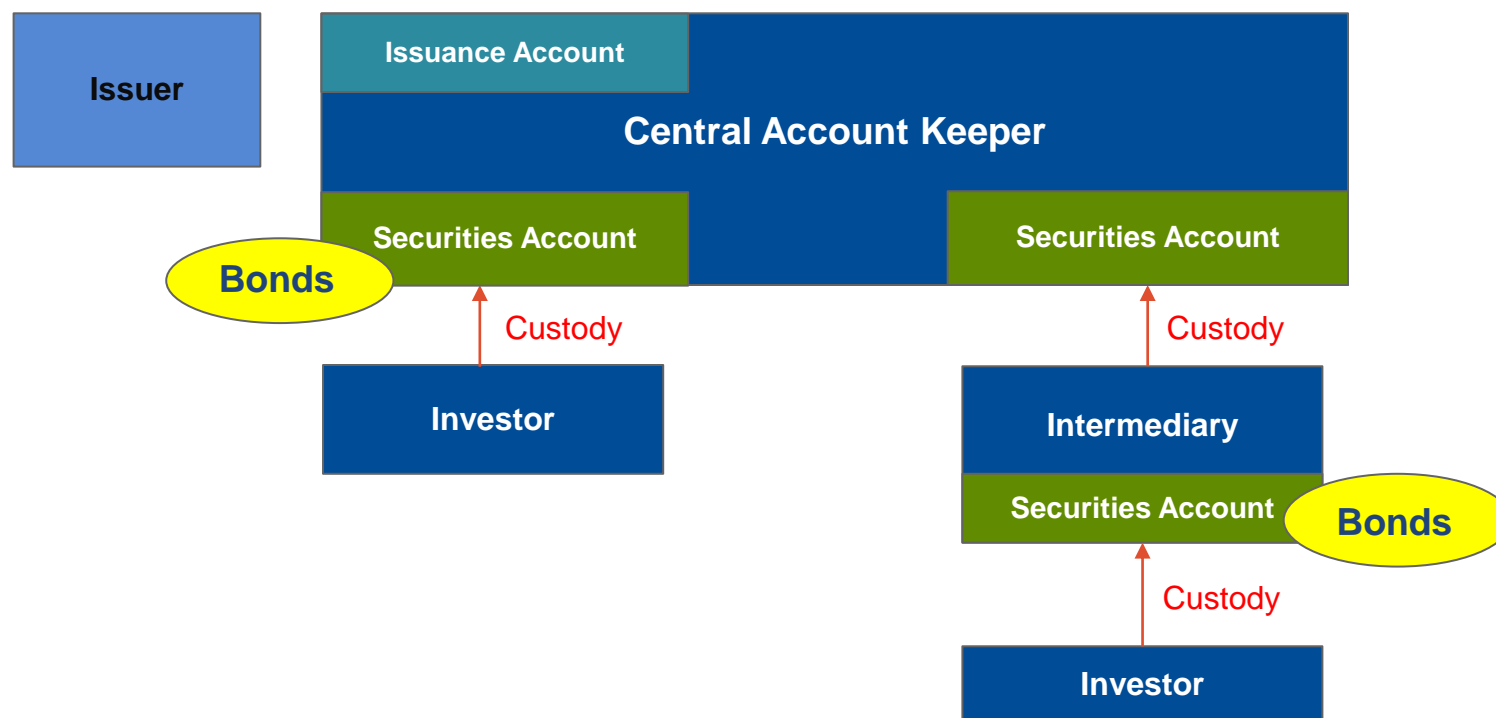 Issuer
Issuance Account
Central Account Keeper
Securities Account
Securities Account
Bonds
Custody
Custody
Investor
Intermediary
Securities Account
Bonds
Custody
Investor